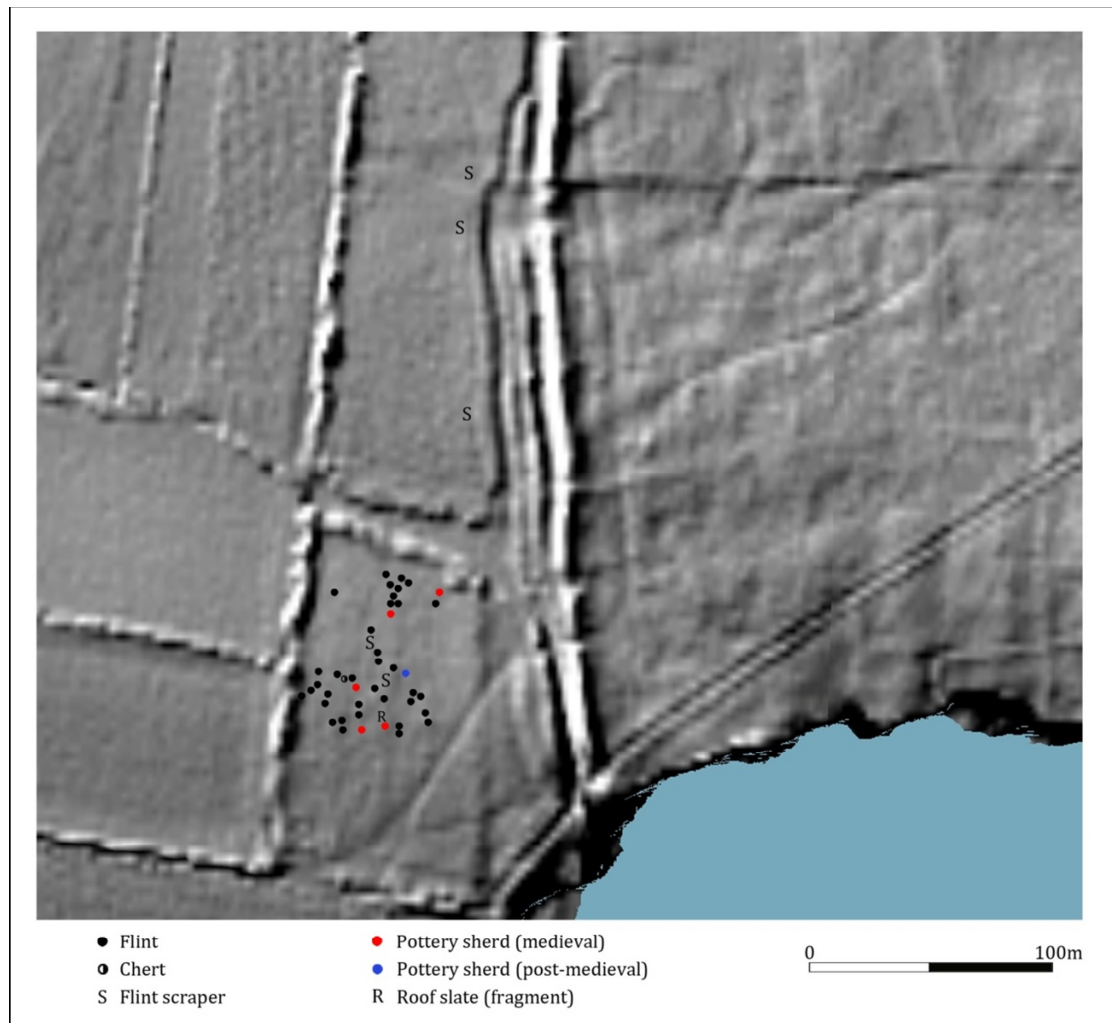 S
S
S
S
S
R
Flint
Chert
S Flint scraper
Pottery sherd (medieval)
Pottery sherd (post-medieval)
R Roof slate (fragment)
0 100m